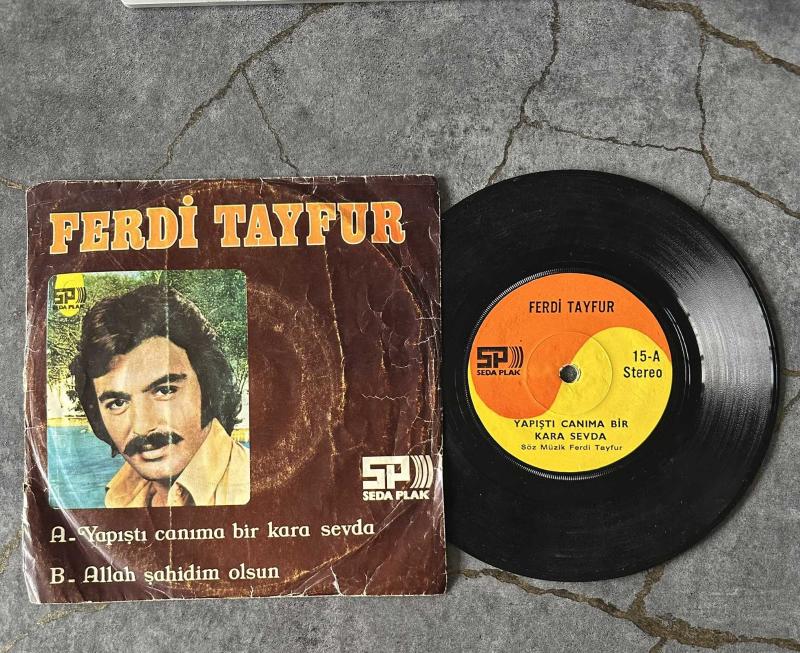 FERDİ TAYFUR
SP
SEDA PLAK
SP
SEDA PLAK
A- Yapıştı canıma bir kara sevda
B- Allah şahidim olsun
FERDİ TAYFUR
SP
SEDA PLAK
15-A
Stereo
YAPIŞTI CANIMA BİR
KARA SEVDA
Söz Müzik Ferdi Tayfur